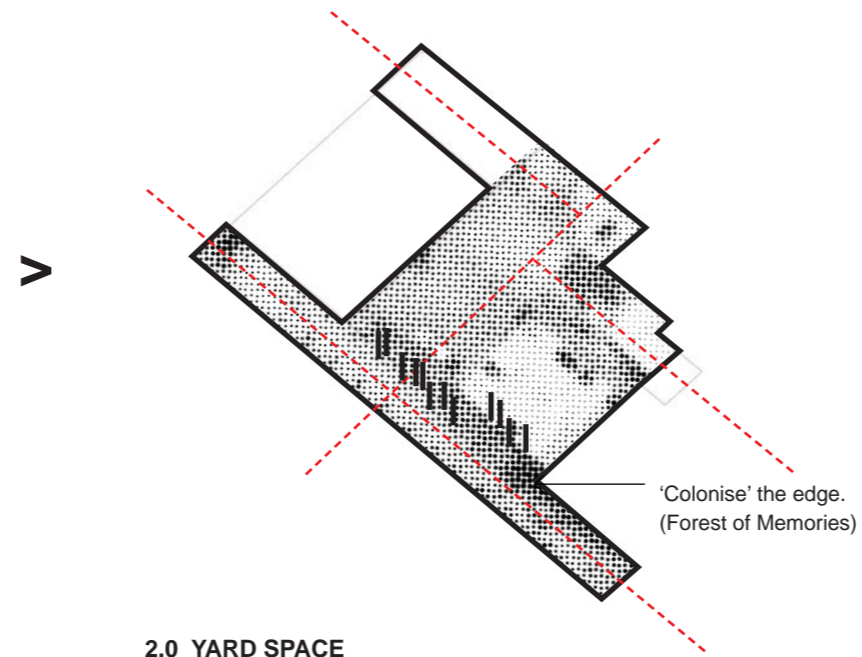 >
‘Colonise’ the edge.
(Forest of Memories)
2.0 YARD SPACE